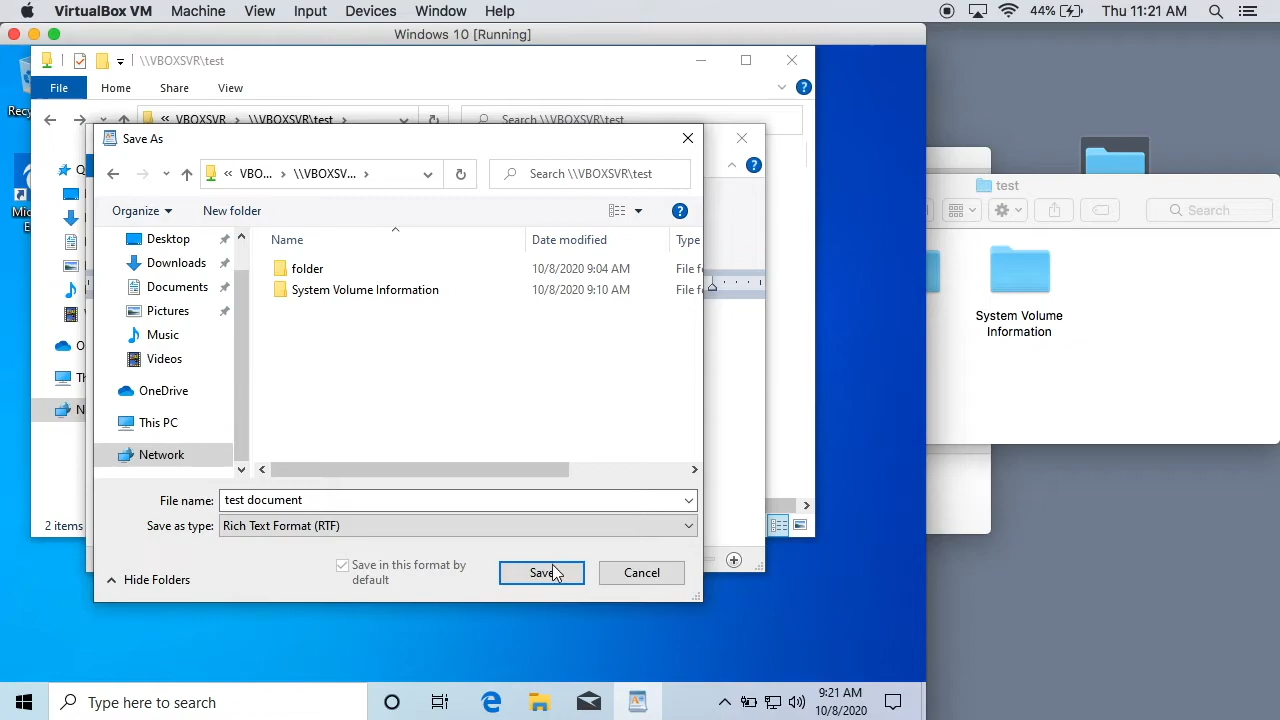 VirtualBox VM Machine View Input Devices Window Help 44% Thu 11:21 AM
Windows 10 [Running]
\\VBOXSVR\test
File Home Share View
VBOXSVR \\VBOXSVR\test Search \\VBOXSVR\test
Save As
« VBO... \\VBOXSV... Search \\VBOXSVR\test
Organize New folder
Name Date modified Type
Desktop
Downloads
Documents
Pictures
Music
Videos
OneDrive
This PC
Network
folder 10/8/2020 9:04 AM File f
System Volume Information 10/8/2020 9:10 AM File f
File name: test document
Save as type: Rich Text Format (RTF)
Save in this format by
default
Hide Folders Save Cancel
2 items
test
Search
System Volume
Information
Type here to search
9:21 AM
10/8/2020